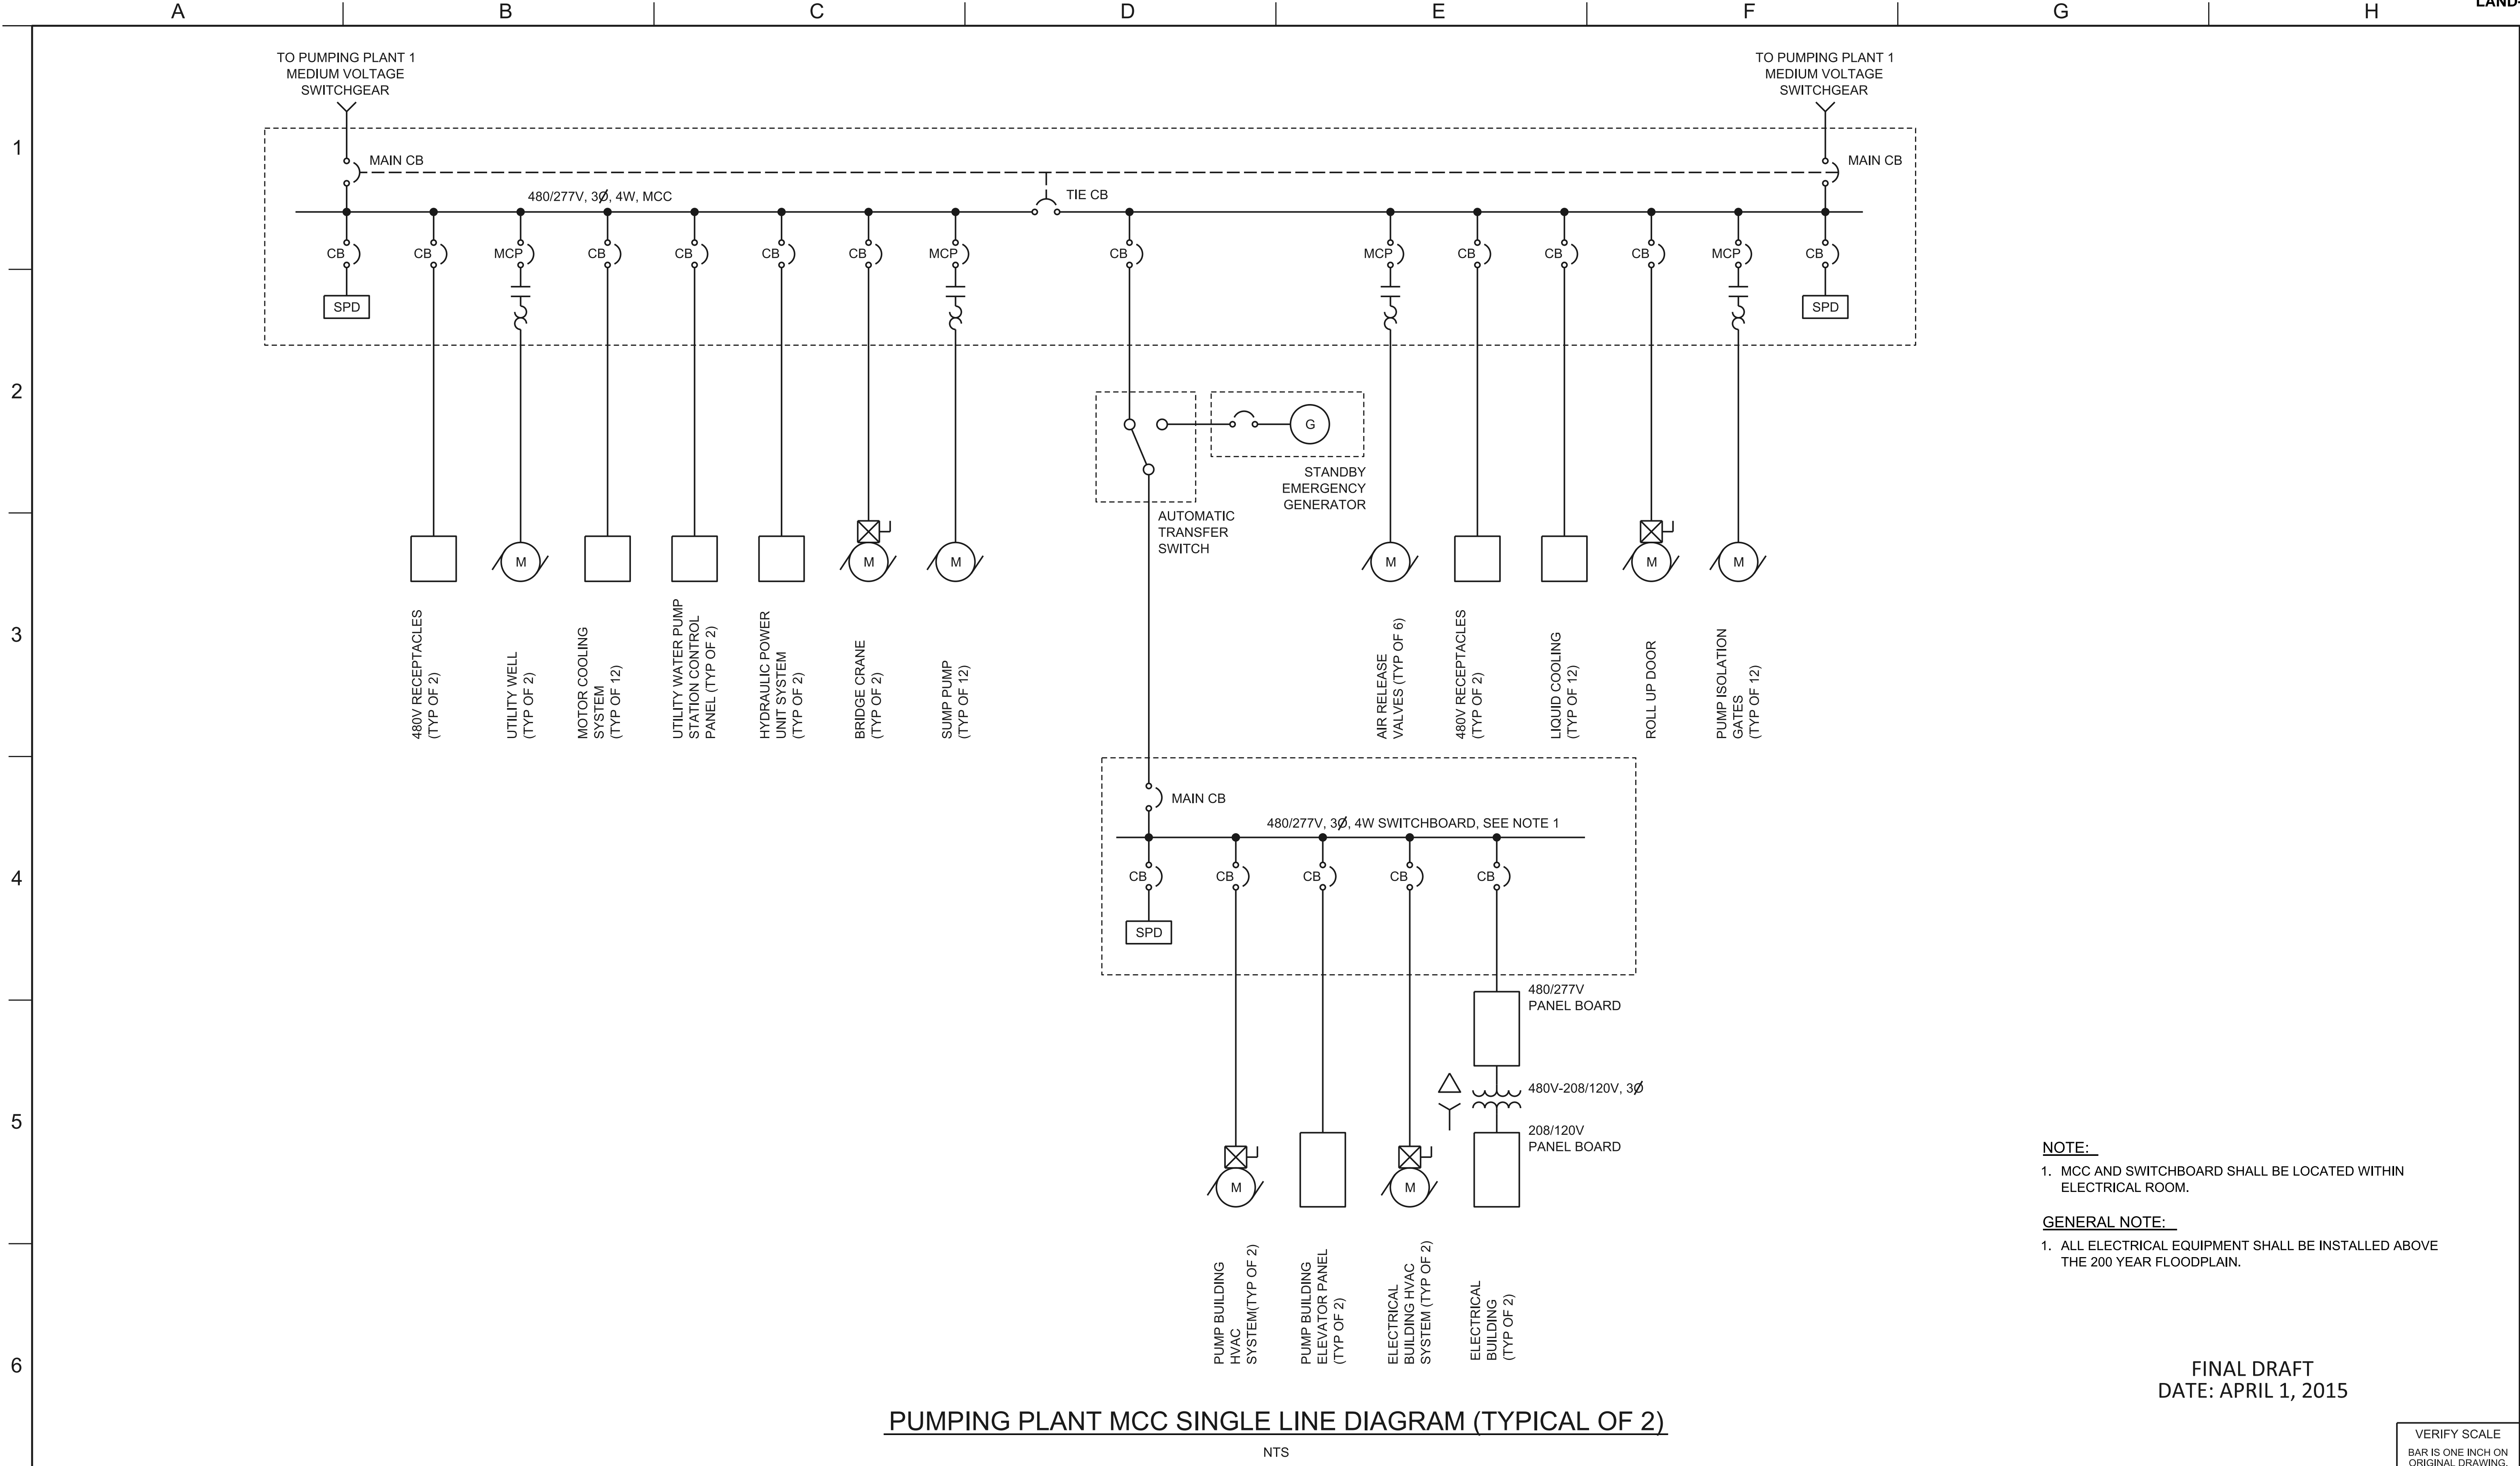 A B C D E F G H
LAND-
TO PUMPING PLANT 1
MEDIUM VOLTAGE
SWITCHGEAR
TO PUMPING PLANT 1
MEDIUM VOLTAGE
SWITCHGEAR
1
MAIN CB
MAIN CB
480/277V, 3Ø, 4W, MCC
TIE CB
CB
CB
MCP
CB
CB
CB
CB
MCP
CB
MCP
CB
CB
CB
MCP
CB
SPD
SPD
2
G
STANDBY
EMERGENCY
GENERATOR
AUTOMATIC
TRANSFER
SWITCH
M
M
M
M
M
M
3
480V RECEPTACLES
(TYP OF 2)
UTILITY WELL
(TYP OF 2)
MOTOR COOLING
SYSTEM
(TYP OF 12)
UTILITY WATER PUMP
STATION CONTROL
PANEL (TYP OF 2)
HYDRAULIC POWER
UNIT SYSTEM
(TYP OF 2)
BRIDGE CRANE
(TYP OF 2)
SUMP PUMP
(TYP OF 12)
AIR RELEASE
VALVES (TYP OF 6)
480V RECEPTACLES
(TYP OF 2)
LIQUID COOLING
(TYP OF 12)
ROLL UP DOOR
PUMP ISOLATION
GATES
(TYP OF 12)
MAIN CB
480/277V, 3Ø, 4W SWITCHBOARD, SEE NOTE 1
4
CB
CB
CB
CB
CB
SPD
480/277V
PANEL BOARD
480V-208/120V, 3Ø
5
208/120V
PANEL BOARD
M
M
PUMP BUILDING
HVAC
SYSTEM(TYP OF 2)
PUMP BUILDING
ELEVATOR PANEL
(TYP OF 2)
ELECTRICAL
BUILDING HVAC
SYSTEM (TYP OF 2)
ELECTRICAL
BUILDING
(TYP OF 2)
6
NOTE:
1. MCC AND SWITCHBOARD SHALL BE LOCATED WITHIN
ELECTRICAL ROOM.
GENERAL NOTE:
1. ALL ELECTRICAL EQUIPMENT SHALL BE INSTALLED ABOVE
THE 200 YEAR FLOODPLAIN.
FINAL DRAFT
DATE: APRIL 1, 2015
PUMPING PLANT MCC SINGLE LINE DIAGRAM (TYPICAL OF 2)
NTS
VERIFY SCALE
BAR IS ONE INCH ON
ORIGINAL DRAWING.